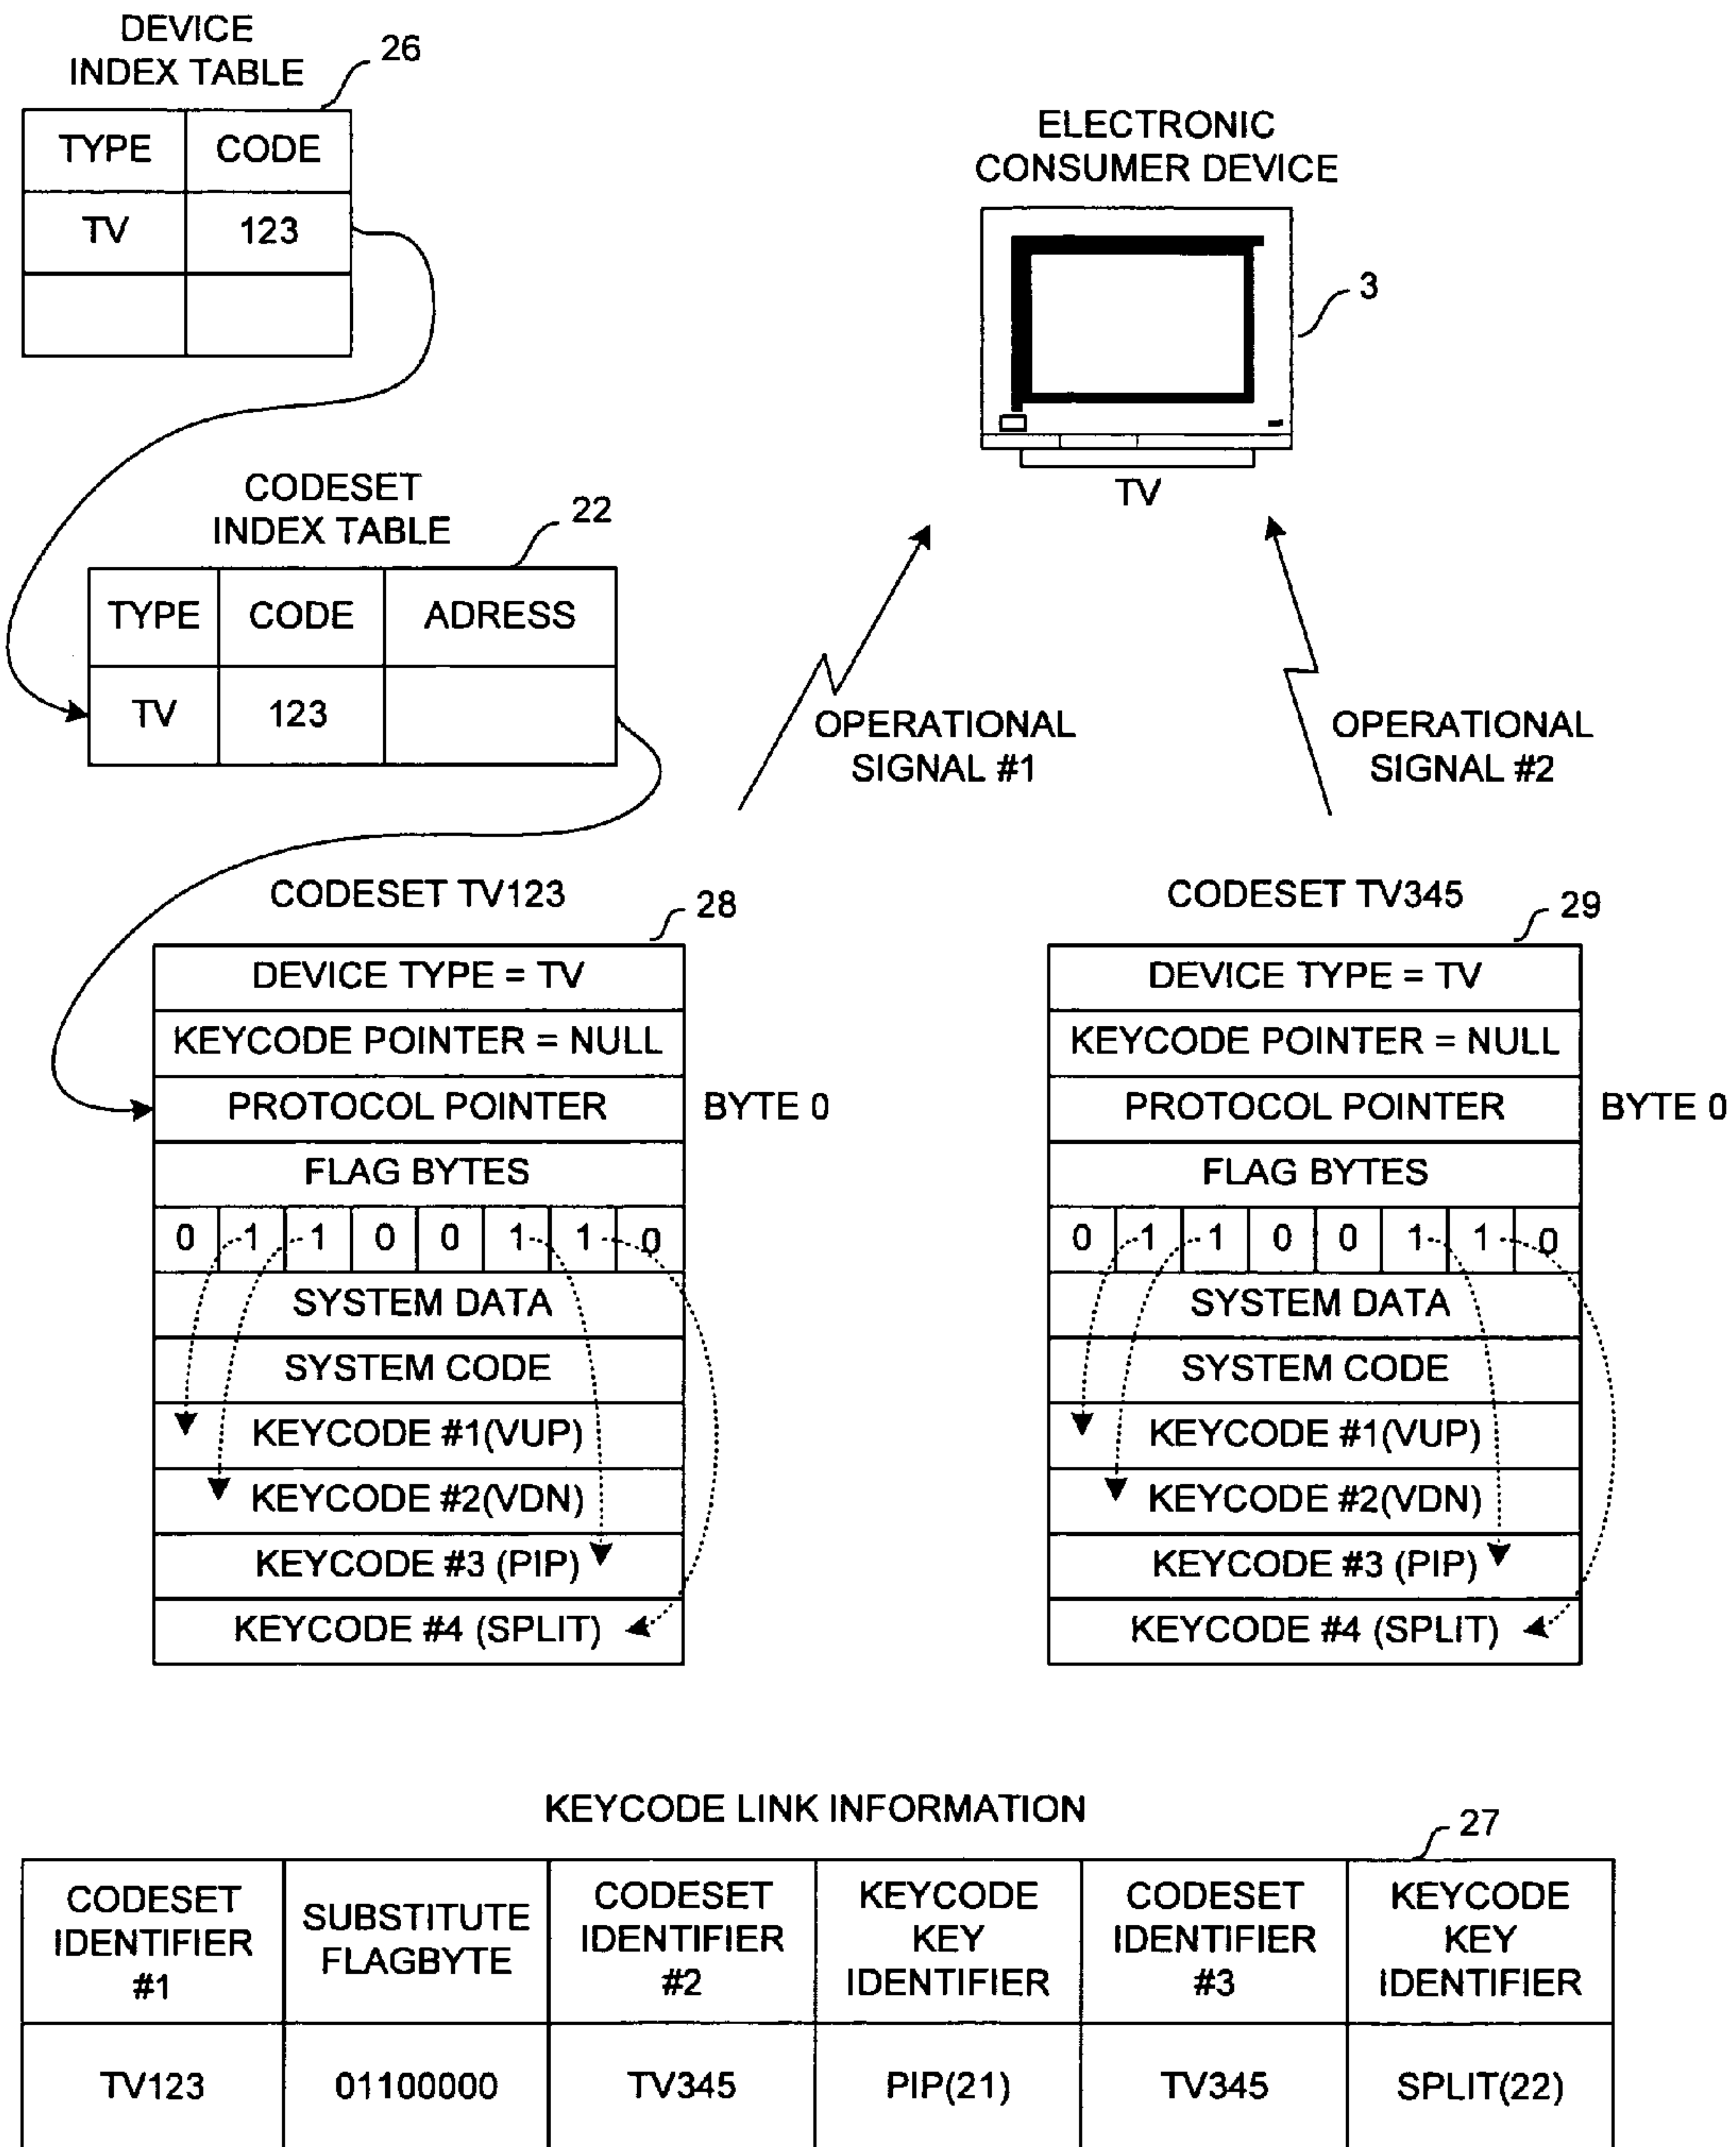 DEVICE
INDEX TABLE
26
TYPE CODE
TV 123
ELECTRONIC
CONSUMER DEVICE
3
TV
CODESET
INDEX TABLE
22
TYPE CODE ADRESS
TV 123
OPERATIONAL
SIGNAL #1
OPERATIONAL
SIGNAL #2
CODESET TV123
28
DEVICE TYPE = TV
KEYCODE POINTER = NULL
PROTOCOL POINTER
BYTE 0
FLAG BYTES
0 1 1 0 0 1 1 0
SYSTEM DATA
SYSTEM CODE
KEYCODE #1(VUP)
KEYCODE #2(VDN)
KEYCODE #3 (PIP)
KEYCODE #4 (SPLIT)
CODESET TV345
29
DEVICE TYPE = TV
KEYCODE POINTER = NULL
PROTOCOL POINTER
BYTE 0
FLAG BYTES
0 1 1 0 0 1 1 0
SYSTEM DATA
SYSTEM CODE
KEYCODE #1(VUP)
KEYCODE #2(VDN)
KEYCODE #3 (PIP)
KEYCODE #4 (SPLIT)
KEYCODE LINK INFORMATION
27
CODESET
IDENTIFIER
#1
SUBSTITUTE
FLAGBYTE
CODESET
IDENTIFIER
#2
KEYCODE
KEY
IDENTIFIER
CODESET
IDENTIFIER
#3
KEYCODE
KEY
IDENTIFIER
TV123 01100000 TV345 PIP(21) TV345 SPLIT(22)